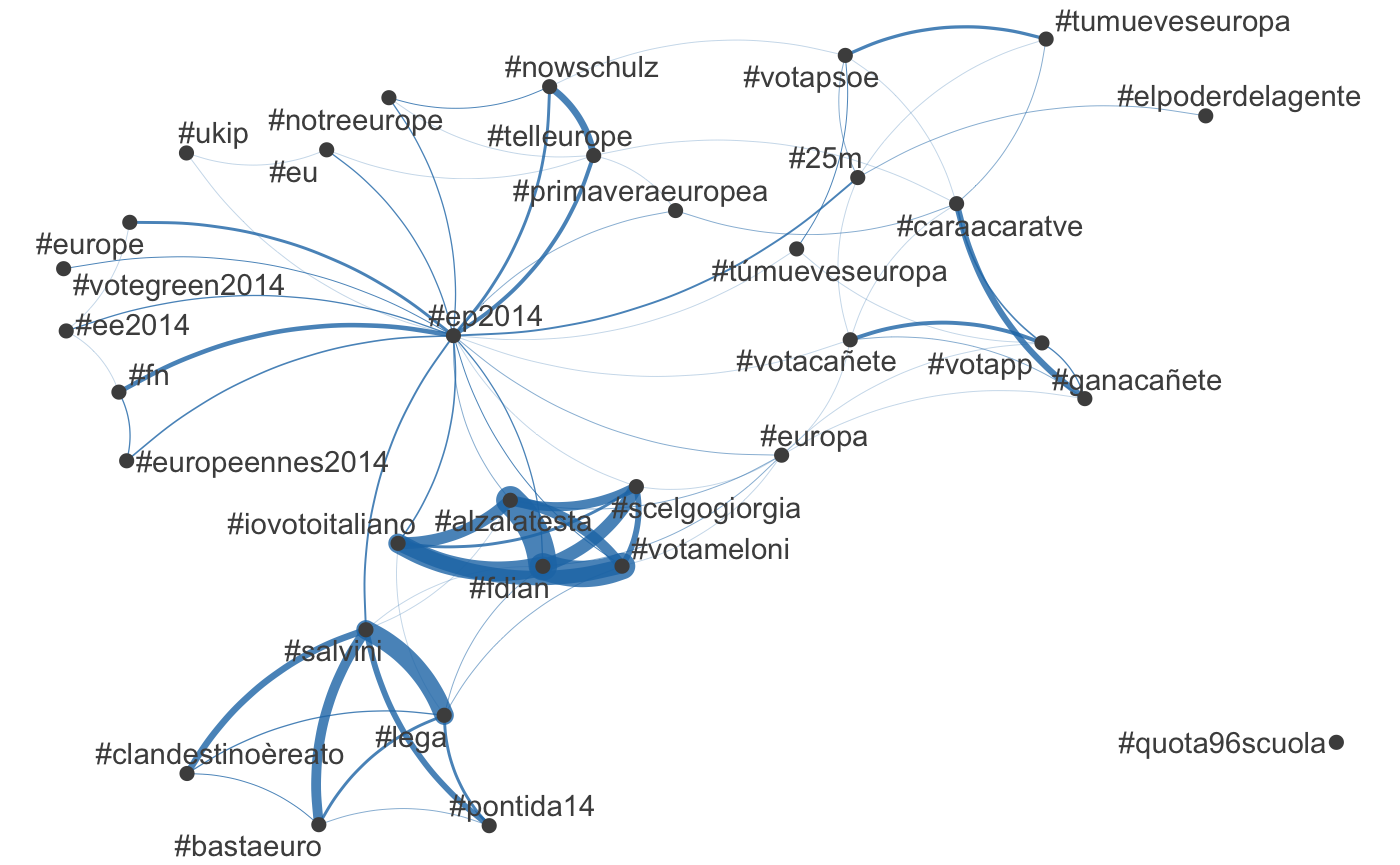 #tumueveseuropa
#nowschulz
#votapsoe
#elpoderdelagente
#notreeurope
#ukip
#telleurope
#25m
#eu
#primaveraeuropea
#caraacaratve
#europe
#túmueveseuropa
#votegreen2014
#ep2014
#ee2014
#votacañete
#votapp
#fn
#ganacañete
#europa
#europeennes2014
#scelgogiorgia
#iovotoitaliano
#alzalatesta
#votameloni
#fdian
#salvini
#lega
#quota96scuola
#clandestinoèreato
#pontida14
#bastaeuro